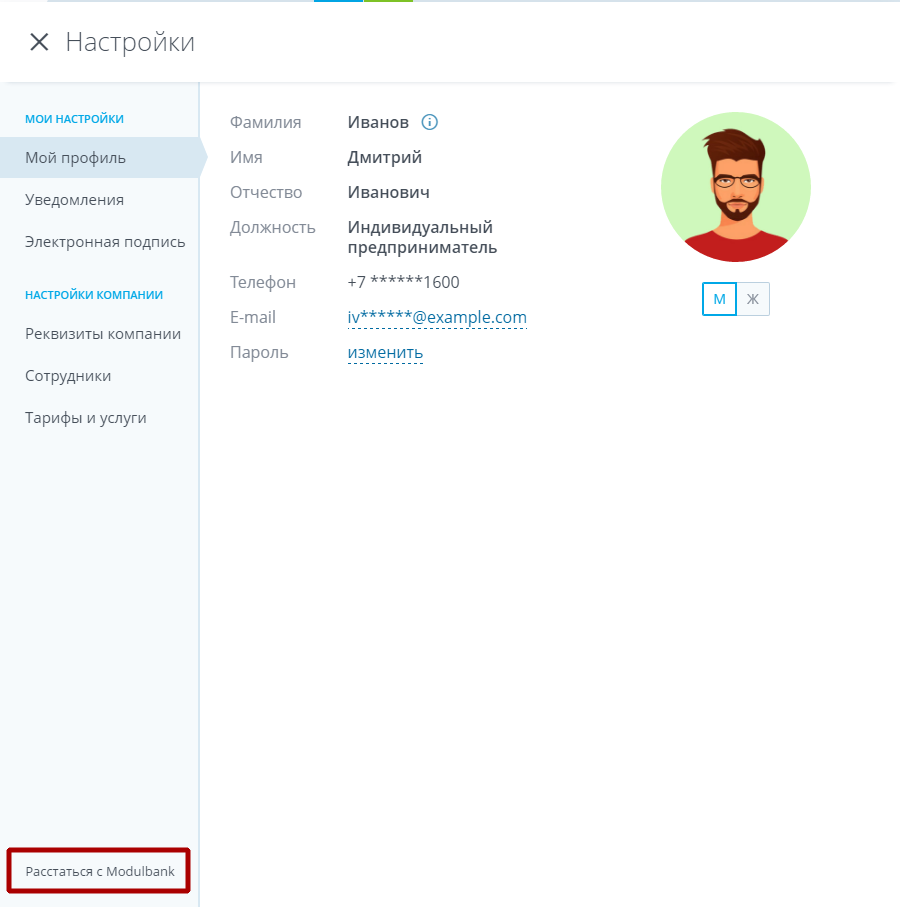 Настройки
МОИ НАСТРОЙКИ
Мой профиль
Уведомления
Электронная подпись
НАСТРОЙКИ КОМПАНИИ
Реквизиты компании
Сотрудники
Тарифы и услуги
Расстаться с Modulbank
Фамилия Иванов
Имя Дмитрий
Отчество Иванович
Должность Индивидуальный
предприниматель
Телефон +7 ******1600
E-mail iv******@example.com
Пароль изменить
М Ж